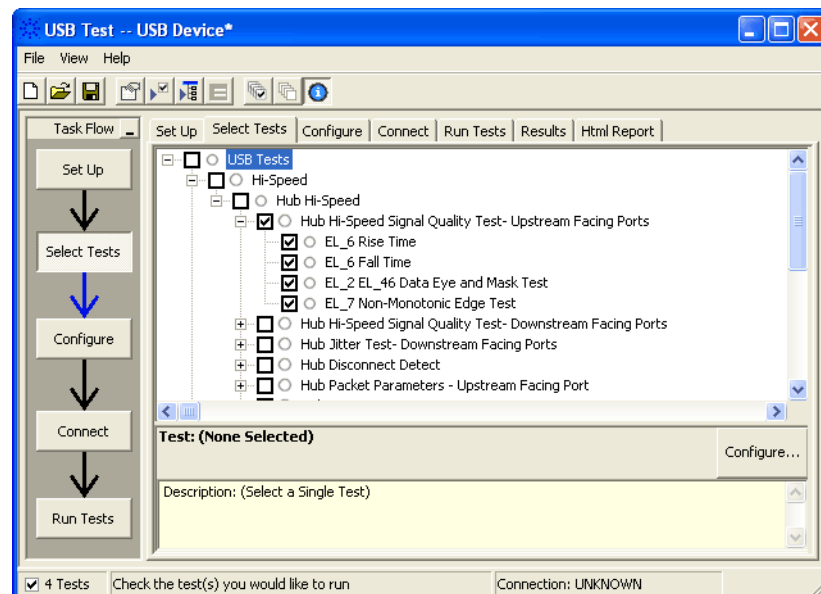 USB Test -- USB Device*
File View Help
Task Flow
Set Up
Select Tests
Configure
Connect
Run Tests
Set Up Select Tests Configure Connect Run Tests Results Html Report
USB Tests
Hi-Speed
Hub Hi-Speed
Hub Hi-Speed Signal Quality Test- Upstream Facing Ports
EL_6 Rise Time
EL_6 Fall Time
EL_2 EL_46 Data Eye and Mask Test
EL_7 Non-Monotonic Edge Test
Hub Hi-Speed Signal Quality Test- Downstream Facing Ports
Hub Jitter Test- Downstream Facing Ports
Hub Disconnect Detect
Hub Packet Parameters - Upstream Facing Port
Test: (None Selected)
Configure...
Description: (Select a Single Test)
4 Tests Check the test(s) you would like to run Connection: UNKNOWN